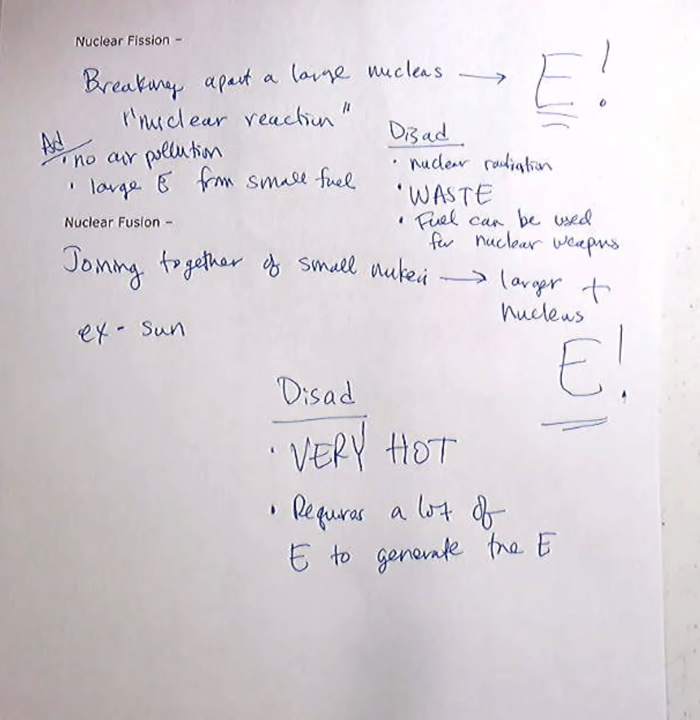 Nuclear Fission -
Breaking apart a large nucleus → E!
"nuclear reaction"
Ad
• no air pollution
• large E from small fuel
Disad
• nuclear radiation
• WASTE
• Fuel can be used
for nuclear weapons
Nuclear Fusion -
Joining together of small nuclei → larger +
nucleus
E!
ex - sun
Disad
• VERY HOT
• Requires a lot of
E to generate the E